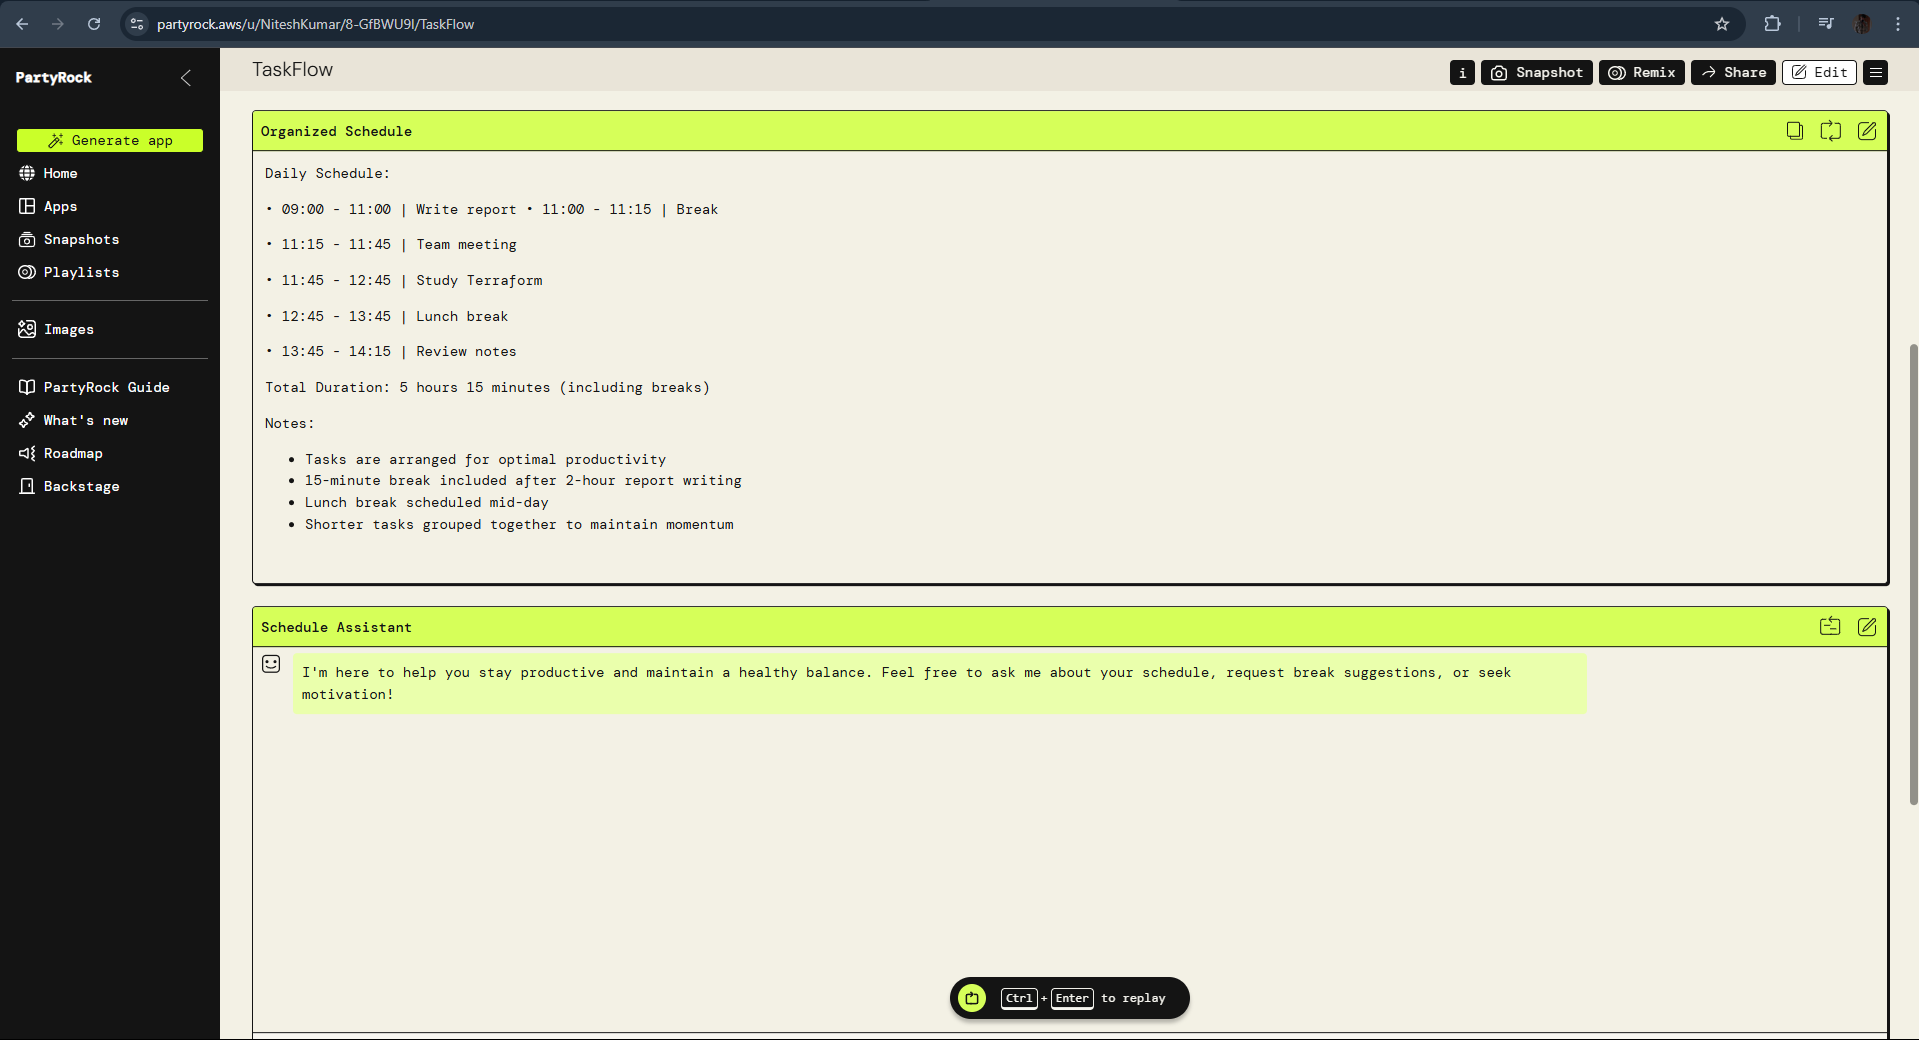 partyrock.aws/u/NiteshKumar/8-GfBWU9I/TaskFlow
PartyRock
TaskFlow
i
Snapshot
Remix
Share
Edit
Generate app
Home
Apps
Snapshots
Playlists
Images
PartyRock Guide
What's new
Roadmap
Backstage
Organized Schedule
Daily Schedule:
• 09:00 - 11:00 | Write report • 11:00 - 11:15 | Break
• 11:15 - 11:45 | Team meeting
• 11:45 - 12:45 | Study Terraform
• 12:45 - 13:45 | Lunch break
• 13:45 - 14:15 | Review notes
Total Duration: 5 hours 15 minutes (including breaks)
Notes:
• Tasks are arranged for optimal productivity
• 15-minute break included after 2-hour report writing
• Lunch break scheduled mid-day
• Shorter tasks grouped together to maintain momentum
Schedule Assistant
I'm here to help you stay productive and maintain a healthy balance. Feel free to ask me about your schedule, request break suggestions, or seek
motivation!
Ctrl + Enter to replay